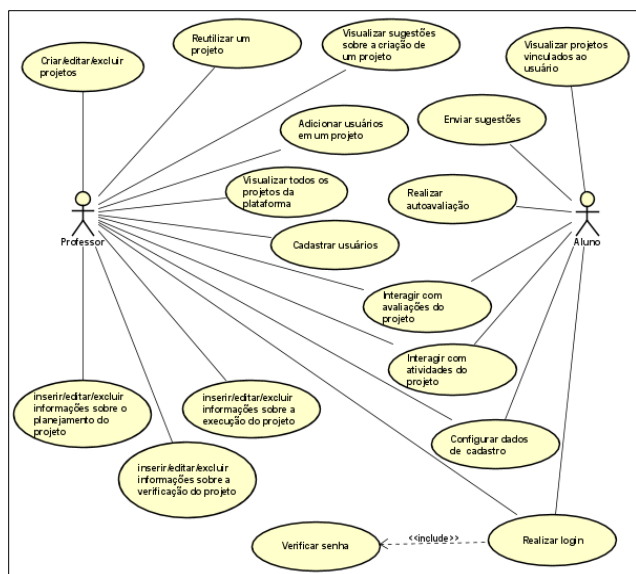 Reutilizar um
projeto
Visualizar sugestões
sobre a criação de
um projeto
Visualizar projetos
vinculados ao
usuário
Criar/editar/excluir
projetos
Adicionar usuários
em um projeto
Enviar sugestões
Visualizar todos os
projetos da
plataforma
Realizar
autoavaliação
Professor
Aluno
Cadastrar usuários
Interagir com
avaliações do
projeto
Interagir com
atividades do
projeto
inserir/editar/excluir
informações sobre o
planejamento do
projeto
inserir/editar/excluir
informações sobre a
execução do projeto
Configurar dados
de cadastro
inserir/editar/excluir
informações sobre a
verificação do projeto
Verificar senha
<<include>>
Realizar login